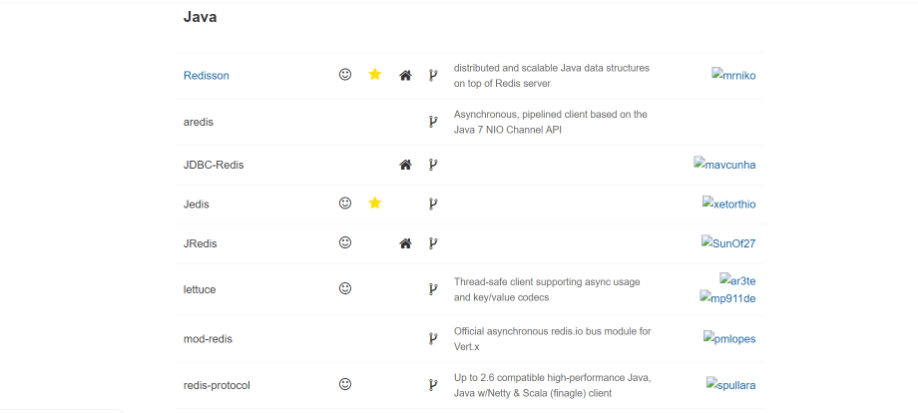 Java
Redisson
distributed and scalable Java data structures
on top of Redis server
mrniko
aredis
Asynchronous, pipelined client based on the
Java 7 NIO Channel API
JDBC-Redis
mavcunha
Jedis
xetorthio
JRedis
SunOf27
lettuce
Thread-safe client supporting async usage
and key/value codecs
ar3te
mp911de
mod-redis
Official asynchronous redis.io bus module for
Vert.x
pmlopes
redis-protocol
Up to 2.6 compatible high-performance Java,
Java w/Netty & Scala (finagle) client
spullara